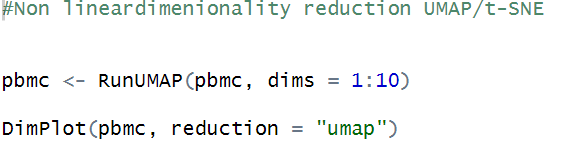 #Non lineardimenionality reduction UMAP/t-SNE
pbmc <- RunUMAP(pbmc, dims = 1:10)
DimPlot(pbmc, reduction = "umap")